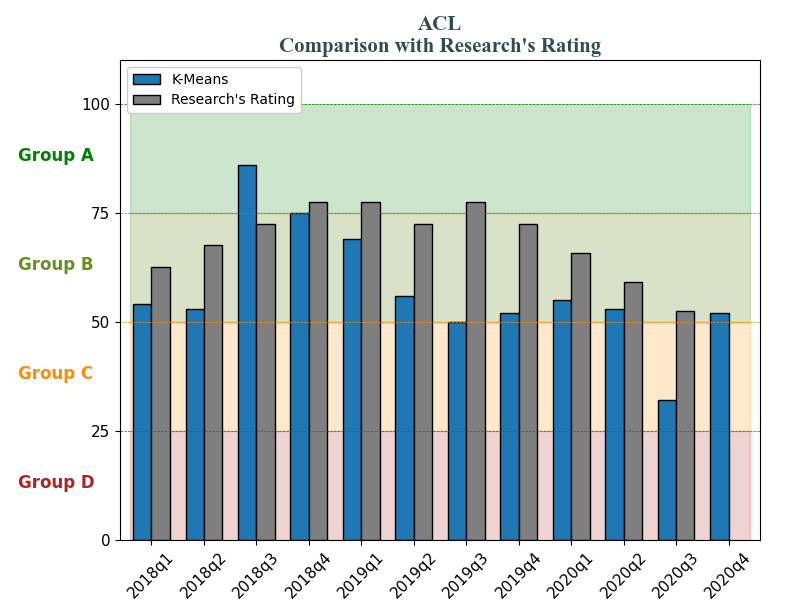 ACL
Comparison with Research's Rating
K-Means
Research's Rating
100
Group A
75
Group B
50
Group C
25
Group D
0
2018q1
2018q2
2018q3
2018q4
2019q1
2019q2
2019q3
2019q4
2020q1
2020q2
2020q3
2020q4